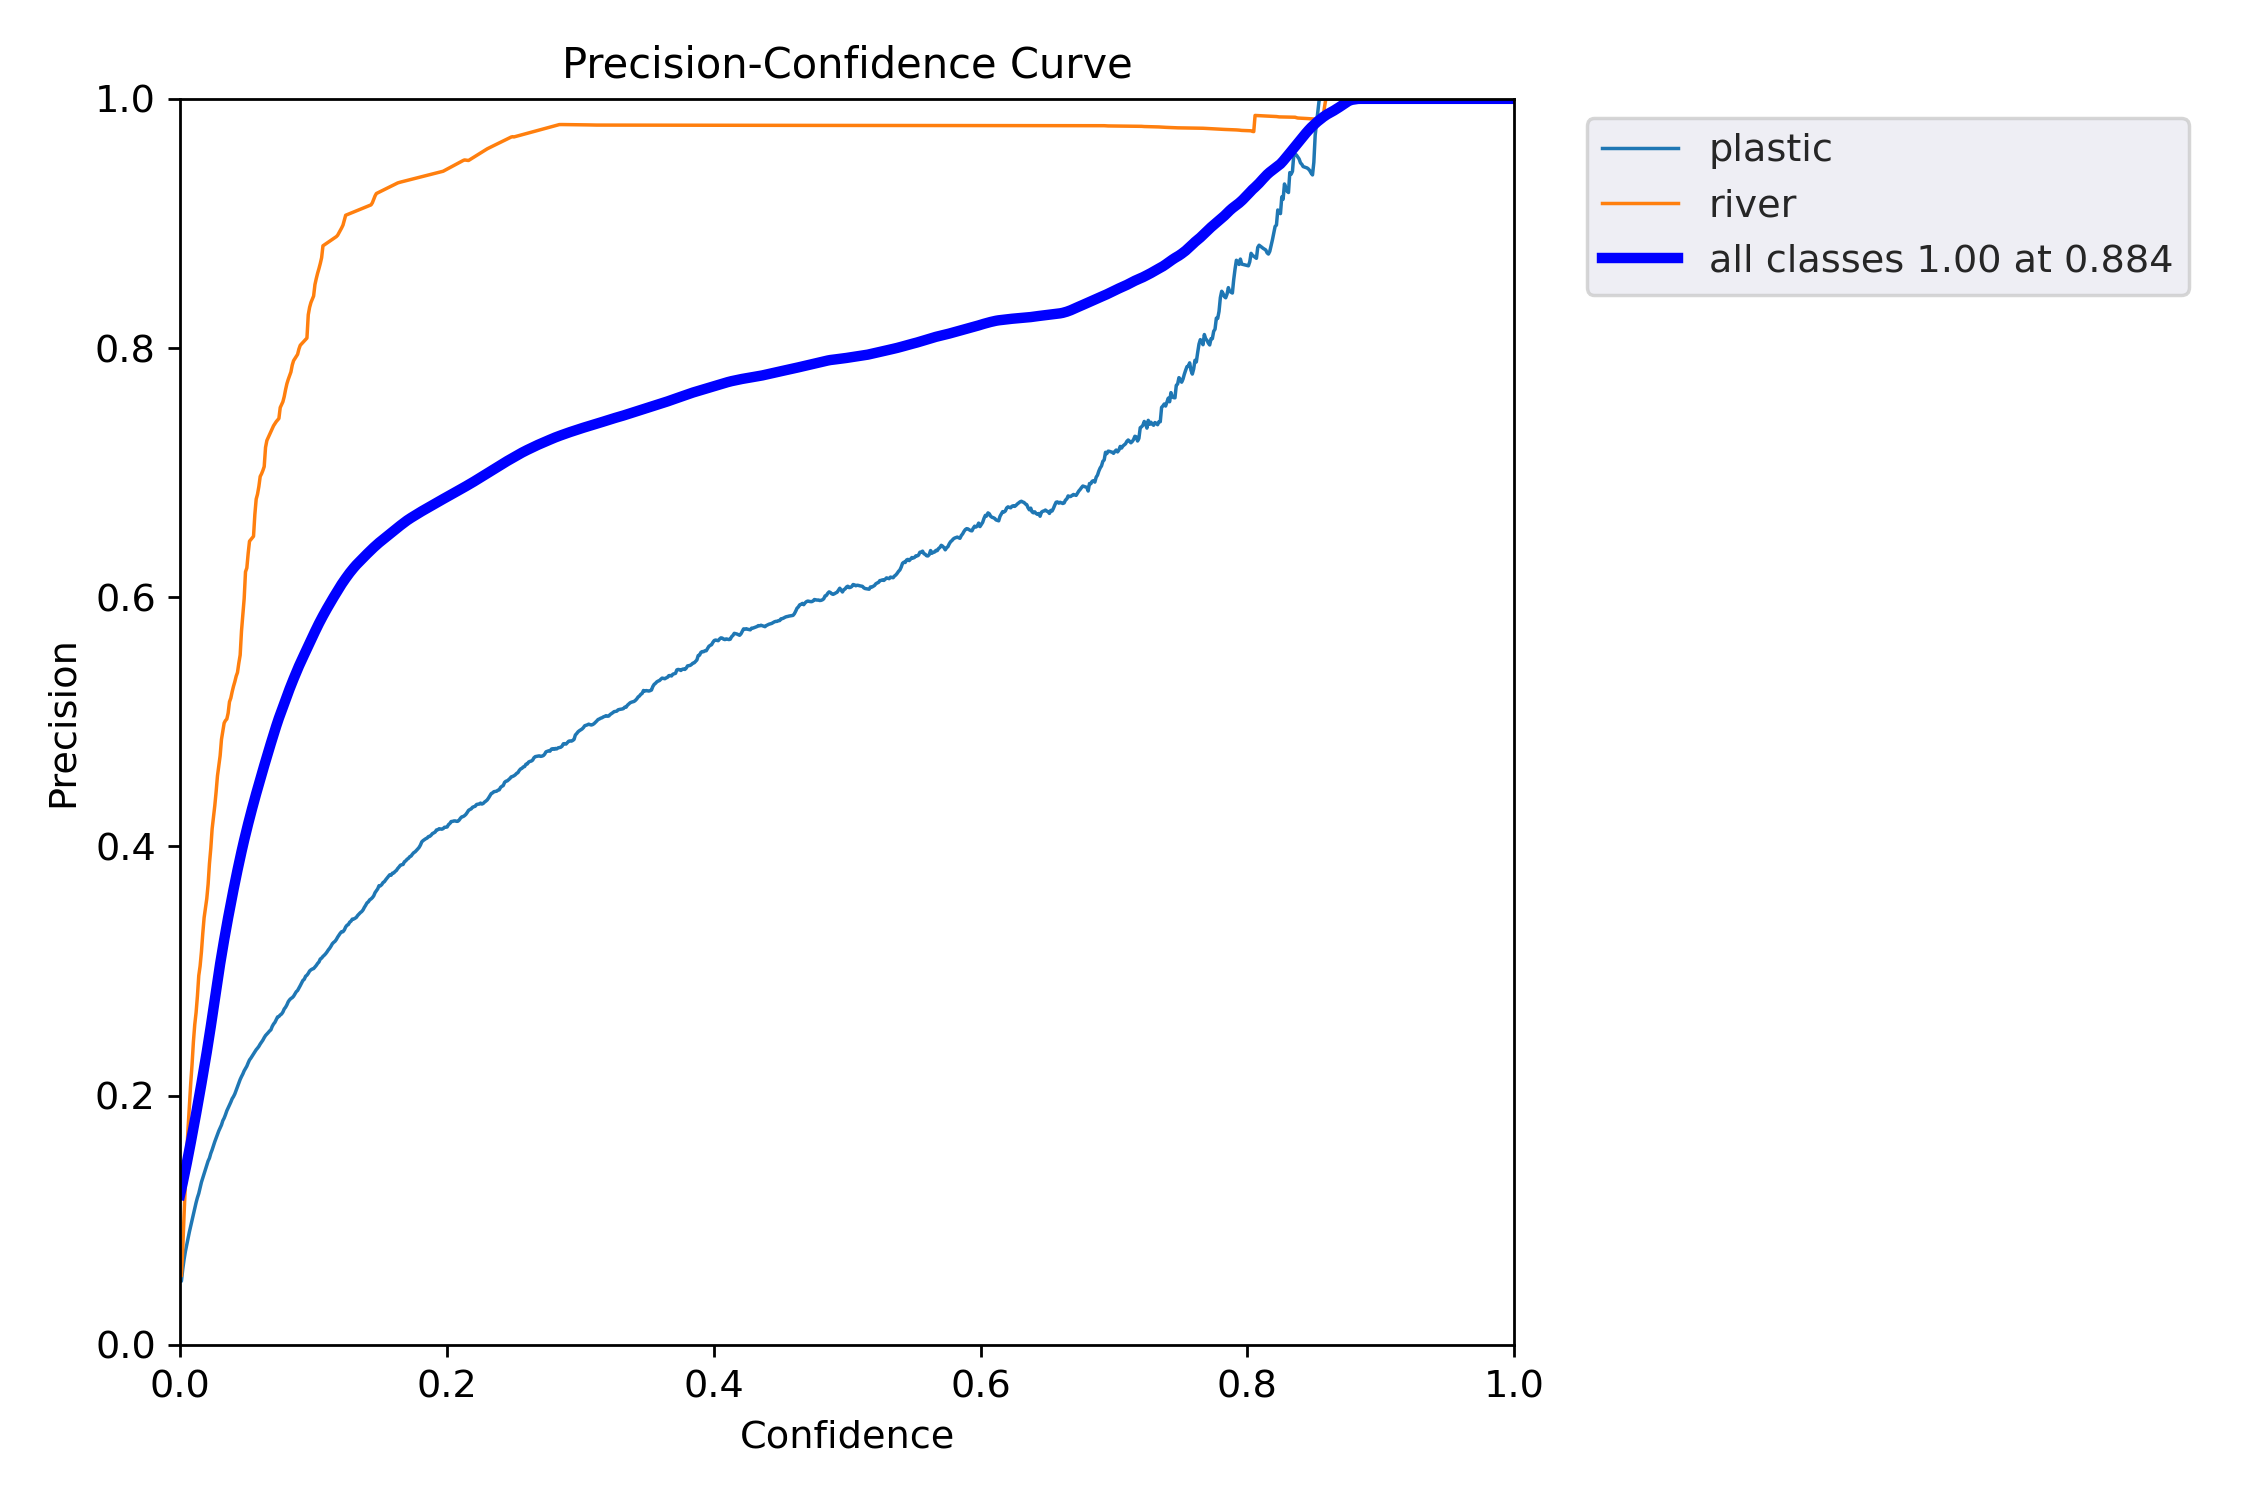 Precision-Confidence Curve
1.0
0.8
0.6
0.4
0.2
0.0
Precision
0.0 0.2 0.4 0.6 0.8 1.0
Confidence
plastic
river
all classes 1.00 at 0.884